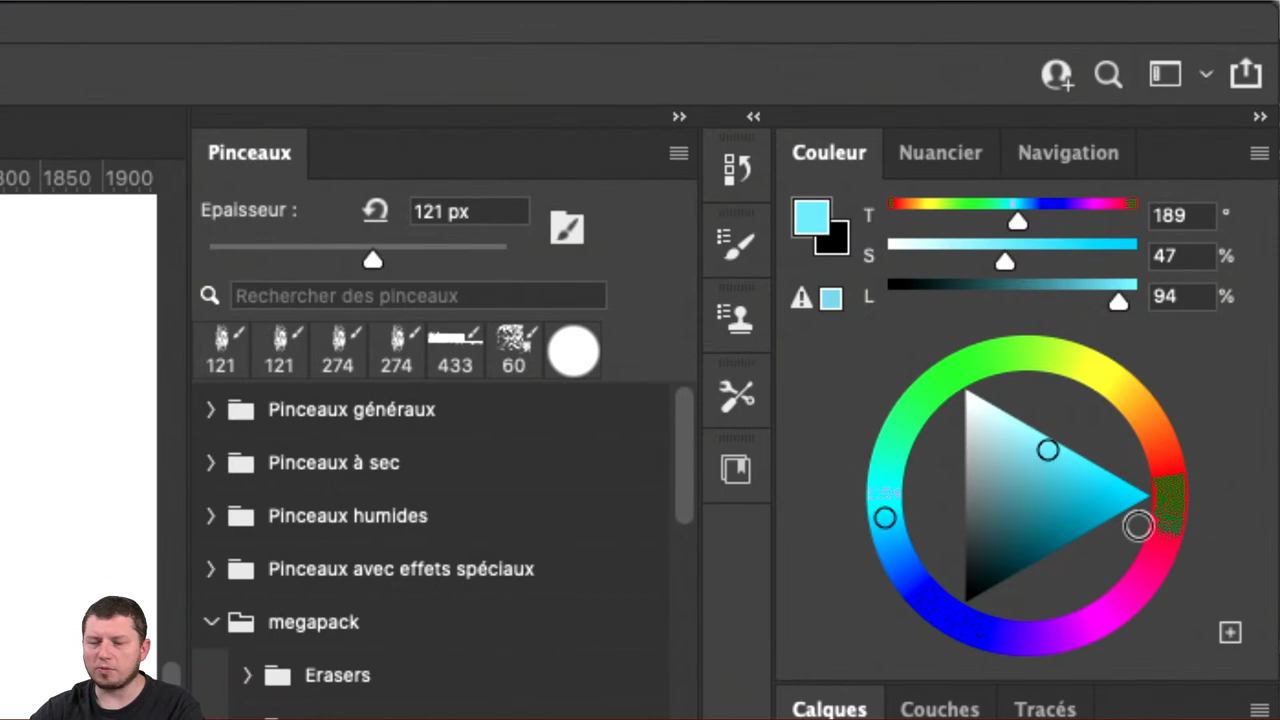 Pinceaux
Couleur Nuancier Navigation
00 1850 1900
Epaisseur : 121 px
T 189 °
S 47 %
L 94 %
Rechercher des pinceaux
121 121 274 274 433 60
Pinceaux généraux
Pinceaux à sec
Pinceaux humides
Pinceaux avec effets spéciaux
megapack
Erasers
Calques Couches Tracés